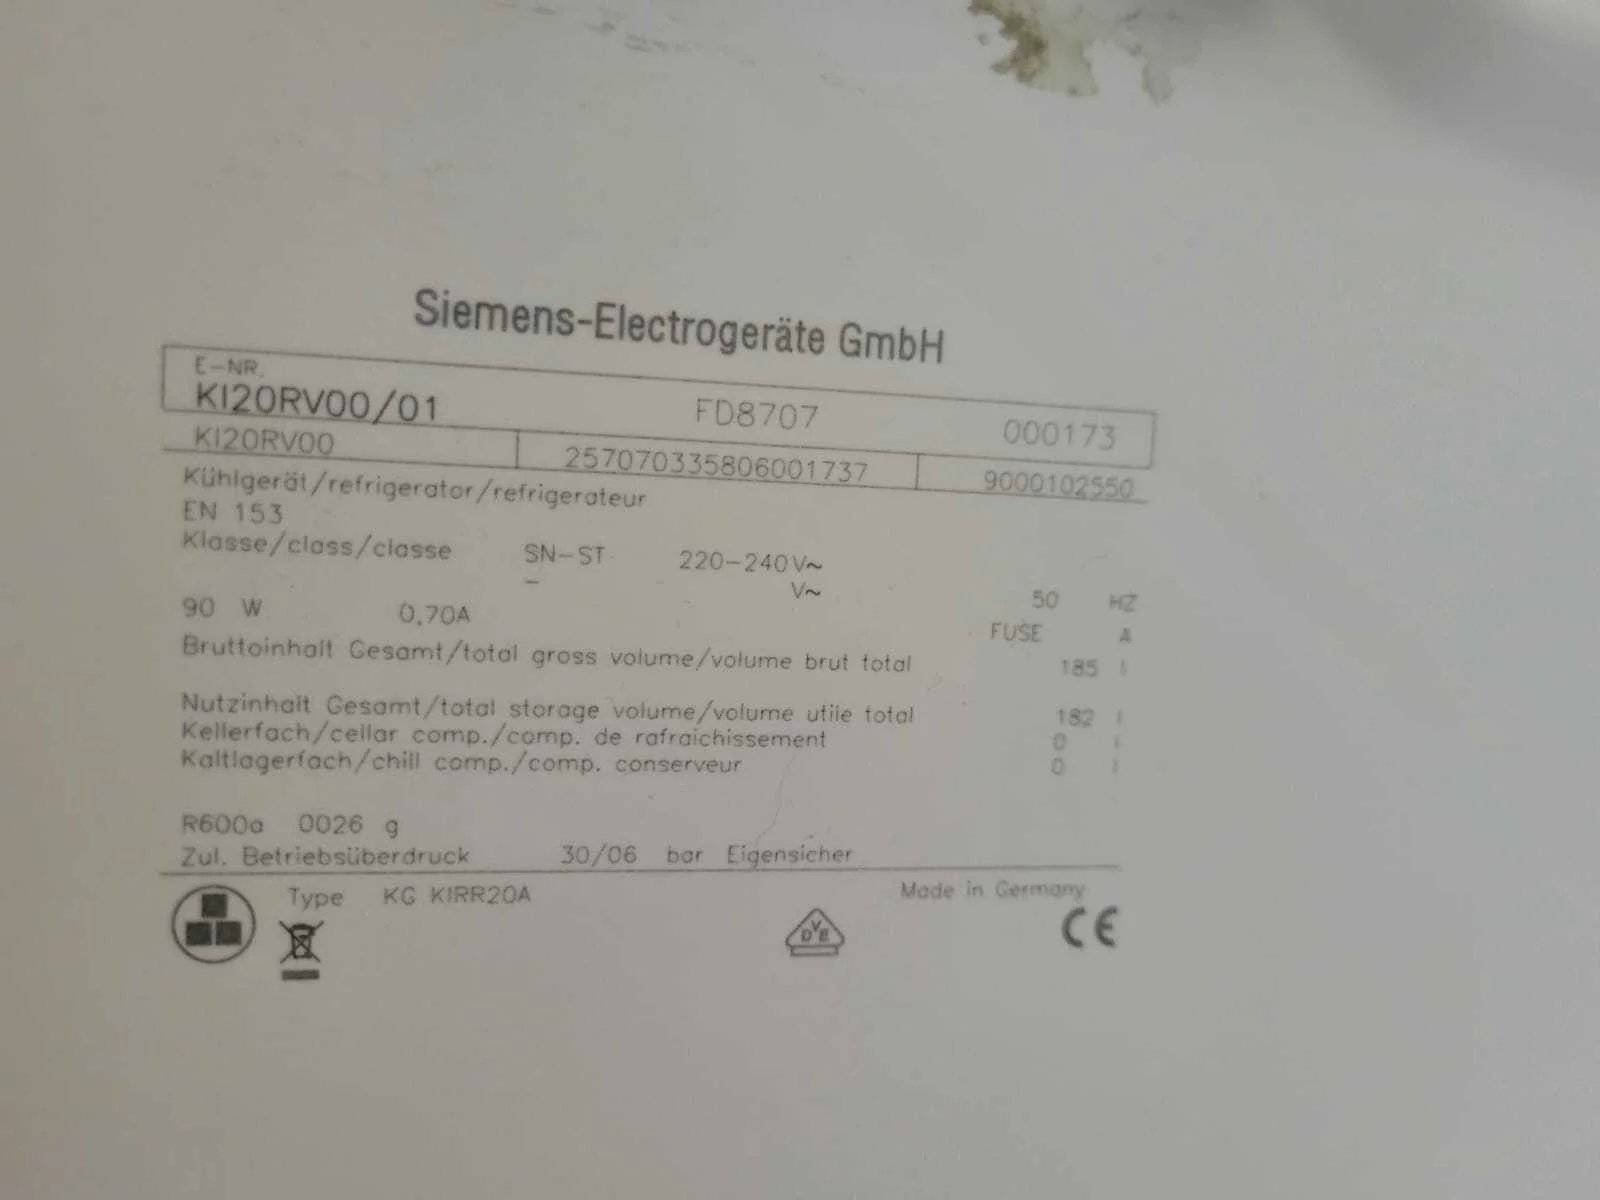 Siemens-Electrogeräte GmbH
E-NR.
KI20RV00/01 FD8707 000173
KI20RV00 257070335806001737 9000102550
Kühlgerät/refrigerator/refrigerateur
EN 153
Klasse/class/classe SN-ST 220-240V~
- V~
50 HZ
90 W 0,70A FUSE A
Bruttoinhalt Gesamt/total gross volume/volume brut total 185 l
Nutzinhalt Gesamt/total storage volume/volume utile total 182 l
Kellerfach/cellar comp./comp. de rafraichissement 0 l
Kaltlagerfach/chill comp./comp. conserveur 0 l
R600a 0026 g
Zul. Betriebsüberdruck 30/06 bar Eigensicher
Type KG KIRR20A Made in Germany
DVE CE